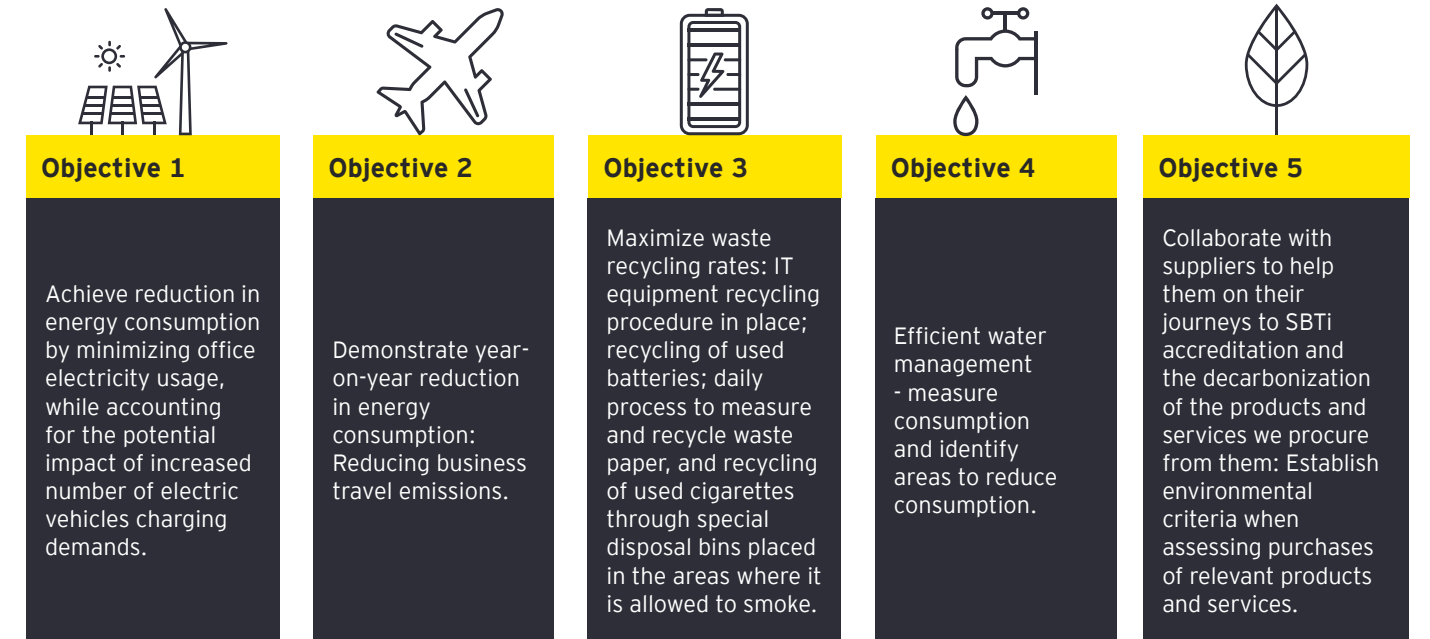 Objective 1
Achieve reduction in
energy consumption
by minimizing office
electricity usage,
while accounting
for the potential
impact of increased
number of electric
vehicles charging
demands.
Objective 2
Demonstrate year-
on-year reduction
in energy
consumption:
Reducing business
travel emissions.
Objective 3
Maximize waste
recycling rates: IT
equipment recycling
procedure in place;
recycling of used
batteries; daily
process to measure
and recycle waste
paper, and recycling
of used cigarettes
through special
disposal bins placed
in the areas where it
is allowed to smoke.
Objective 4
Efficient water
management
- measure
consumption
and identify
areas to reduce
consumption.
Objective 5
Collaborate with
suppliers to help
them on their
journeys to SBTi
accreditation and
the decarbonization
of the products and
services we procure
from them: Establish
environmental
criteria when
assessing purchases
of relevant products
and services.